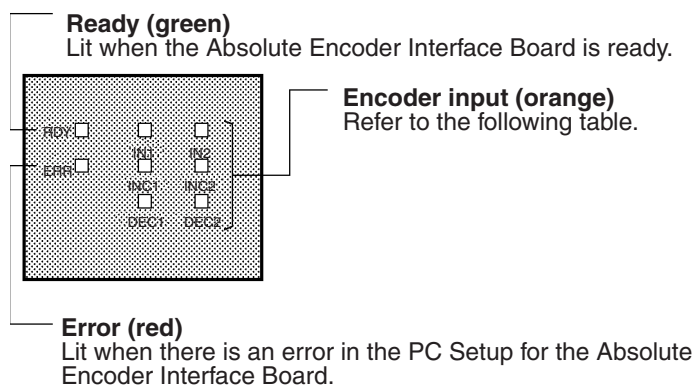 Ready (green)
Lit when the Absolute Encoder Interface Board is ready.
Encoder input (orange)
Refer to the following table.
RDY
IN1 IN2
ERR
INC1 INC2
DEC1 DEC2
Error (red)
Lit when there is an error in the PC Setup for the Absolute
Encoder Interface Board.